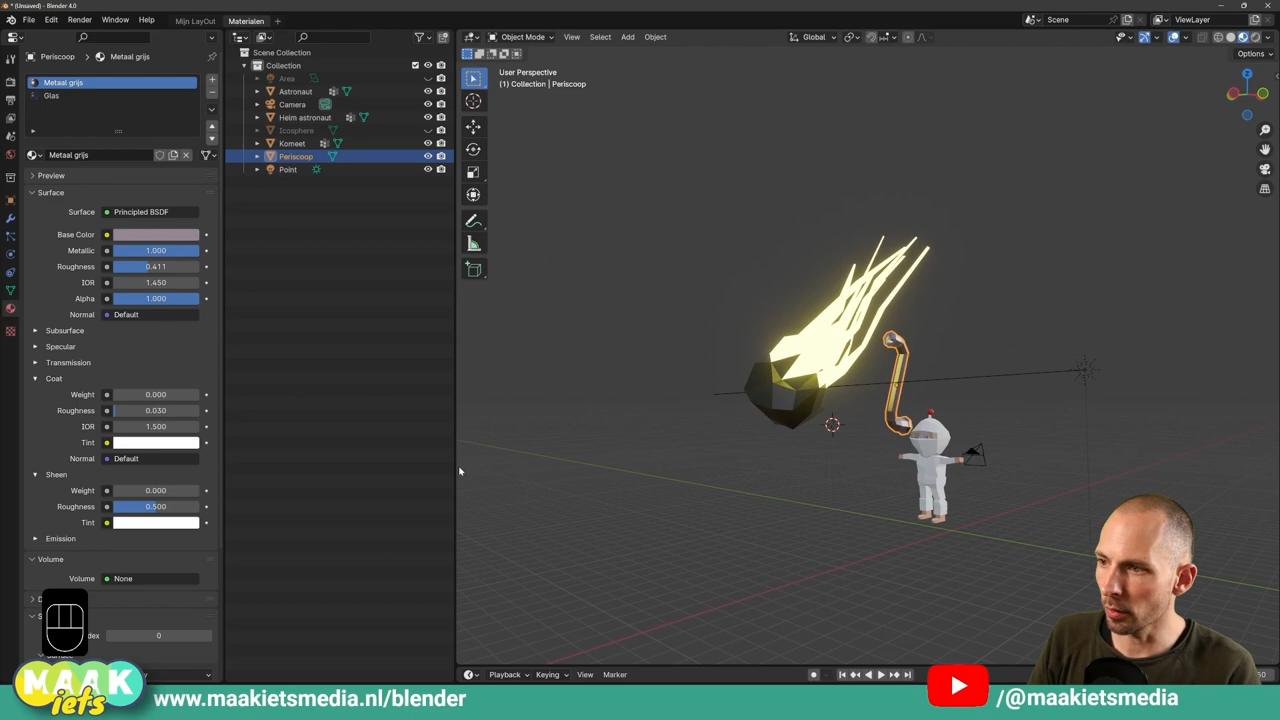 * (Unsaved) - Blender 4.0
File Edit Render Window Help Mijn LayOut Materialen Scene ViewLayer
Object Mode View Select Add Object Global
Options
Periscoop Metaal grijs
Metaal grijs
Glas
Metaal grijs
Preview
Surface
Surface Principled BSDF
Base Color
Metallic 1.000
Roughness 0.411
IOR 1.450
Alpha 1.000
Normal Default
Subsurface
Specular
Transmission
Coat
Weight 0.000
Roughness 0.030
IOR 1.500
Tint
Normal Default
Sheen
Weight 0.000
Roughness 0.500
Tint
Emission
Volume
Volume None
0
Scene Collection
Collection
Area
Astronaut
Camera
Helm astronaut
Icosphere
Komeet
Periscoop
Point
User Perspective
(1) Collection | Periscoop
Z
Playback Keying View Marker
MAAK
iets
www.maakietsmedia.nl/blender
/@maakietsmedia